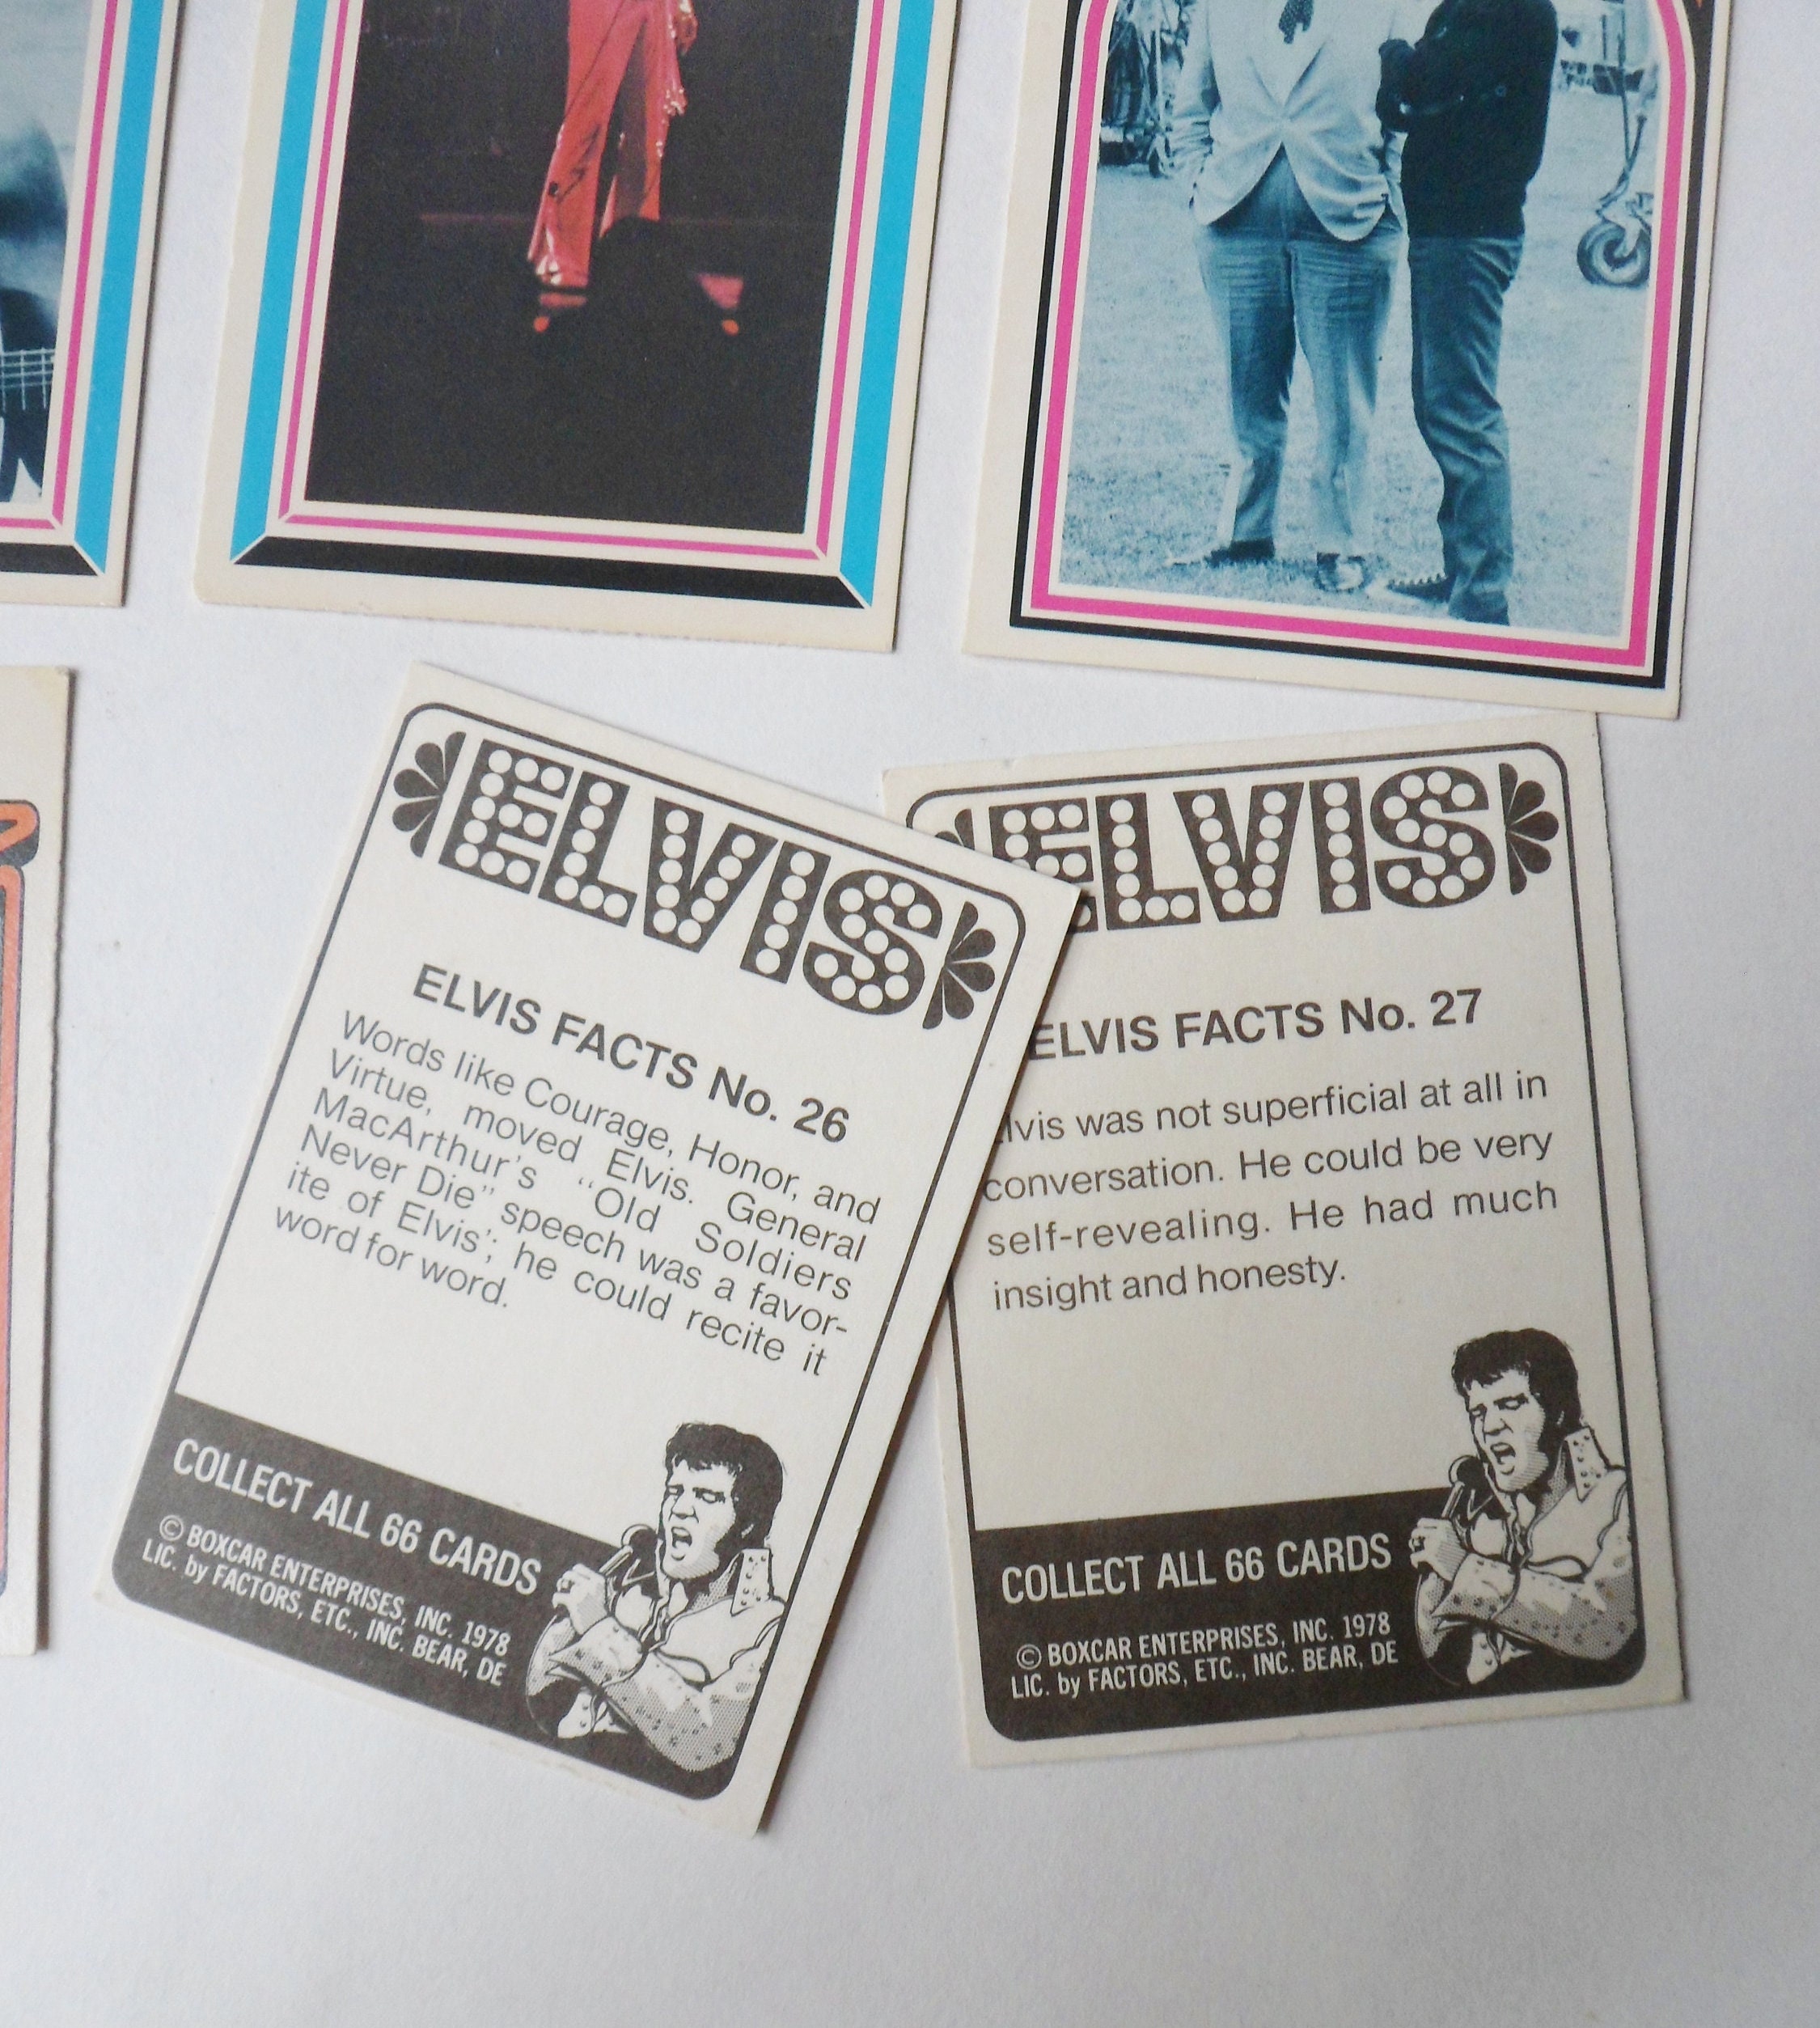 ELVIS
ELVIS FACTS No. 26
Words like Courage, Honor, and
Virtue, moved Elvis. General
MacArthur's "Old Soldiers
Never Die" speech was a favor-
ite of Elvis'; he could recite it
word for word.
COLLECT ALL 66 CARDS
© BOXCAR ENTERPRISES, INC. 1978
LIC. by FACTORS, ETC., INC. BEAR, DE
ELVIS
ELVIS FACTS No. 27
Elvis was not superficial at all in
conversation. He could be very
self-revealing. He had much
insight and honesty.
COLLECT ALL 66 CARDS
© BOXCAR ENTERPRISES, INC. 1978
LIC. by FACTORS, ETC., INC. BEAR, DE